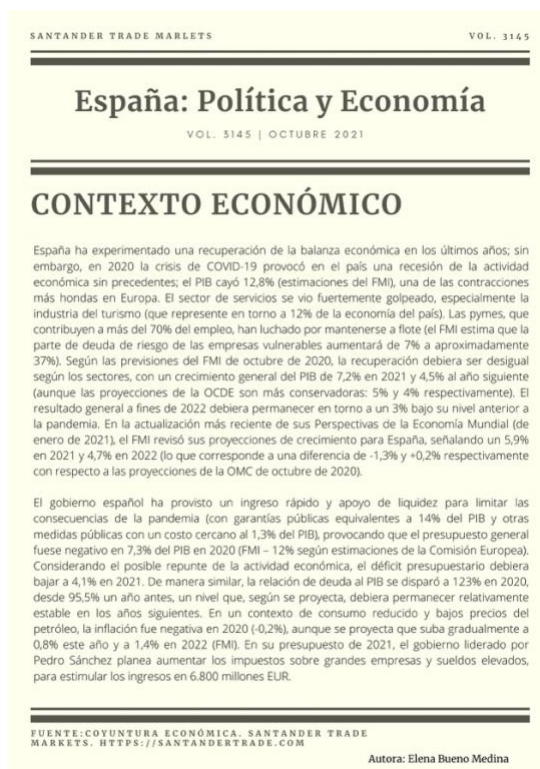 SANTANDER TRADE MARLETS
VOL. 3145
España: Política y Economía
VOL. 3145 | OCTUBRE 2021
CONTEXTO ECONÓMICO
España ha experimentado una recuperación de la balanza económica en los últimos años; sin
embargo, en 2020 la crisis de COVID-19 provocó en el país una recesión de la actividad
económica sin precedentes; el PIB cayó 12,8% (estimaciones del FMI), una de las contracciones
más hondas en Europa. El sector de servicios se vio fuertemente golpeado, especialmente la
industria del turismo (que represente en torno a 12% de la economía del país). Las pymes, que
contribuyen a más del 70% del empleo, han luchado por mantenerse a flote (el FMI estima que la
parte de deuda de riesgo de las empresas vulnerables aumentará de 7% a aproximadamente
37%). Según las previsiones del FMI de octubre de 2020, la recuperación debiera ser desigual
según los sectores, con un crecimiento general del PIB de 7,2% en 2021 y 4,5% al año siguiente
(aunque las proyecciones de la OCDE son más conservadoras: 5% y 4% respectivamente). El
resultado general a fines de 2022 debiera permanecer en torno a un 3% bajo su nivel anterior a
la pandemia. En la actualización más reciente de sus Perspectivas de la Economía Mundial (de
enero de 2021), el FMI revisó sus proyecciones de crecimiento para España, señalando un 5,9%
en 2021 y 4,7% en 2022 (lo que corresponde a una diferencia de -1,3% y +0,2% respectivamente
con respecto a las proyecciones de la OMC de octubre de 2020).
El gobierno español ha provisto un ingreso rápido y apoyo de liquidez para limitar las
consecuencias de la pandemia (con garantías públicas equivalentes a 14% del PIB y otras
medidas públicas con un costo cercano al 1,3% del PIB), provocando que el presupuesto general
fuese negativo en 7,3% del PIB en 2020 (FMI – 12% según estimaciones de la Comisión Europea).
Considerando el posible repunte de la actividad económica, el déficit presupuestario debiera
bajar a 4,1% en 2021. De manera similar, la relación de deuda al PIB se disparó a 123% en 2020,
desde 95,5% un año antes, un nivel que, según se proyecta, debiera permanecer relativamente
estable en los años siguientes. En un contexto de consumo reducido y bajos precios del
petróleo, la inflación fue negativa en 2020 (-0,2%), aunque se proyecta que suba gradualmente a
0,8% este año y a 1,4% en 2022 (FMI). En su presupuesto de 2021, el gobierno liderado por
Pedro Sánchez planea aumentar los impuestos sobre grandes empresas y sueldos elevados,
para estimular los ingresos en 6.800 millones EUR.
FUENTE:COYUNTURA ECONÓMICA. SANTANDER TRADE
MARKETS. HTTPS://SANTANDERTRADE.COM
Autora: Elena Bueno Medina